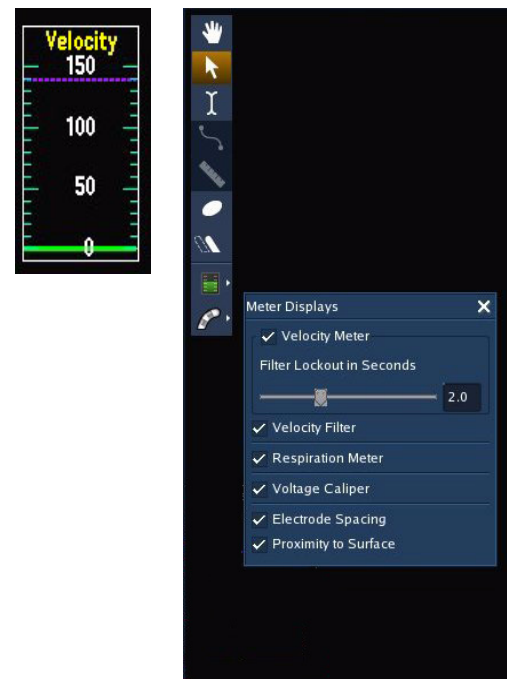 Velocity
150
100
50
0
Meter Displays
Velocity Meter
Filter Lockout in Seconds
2.0
Velocity Filter
Respiration Meter
Voltage Caliper
Electrode Spacing
Proximity to Surface